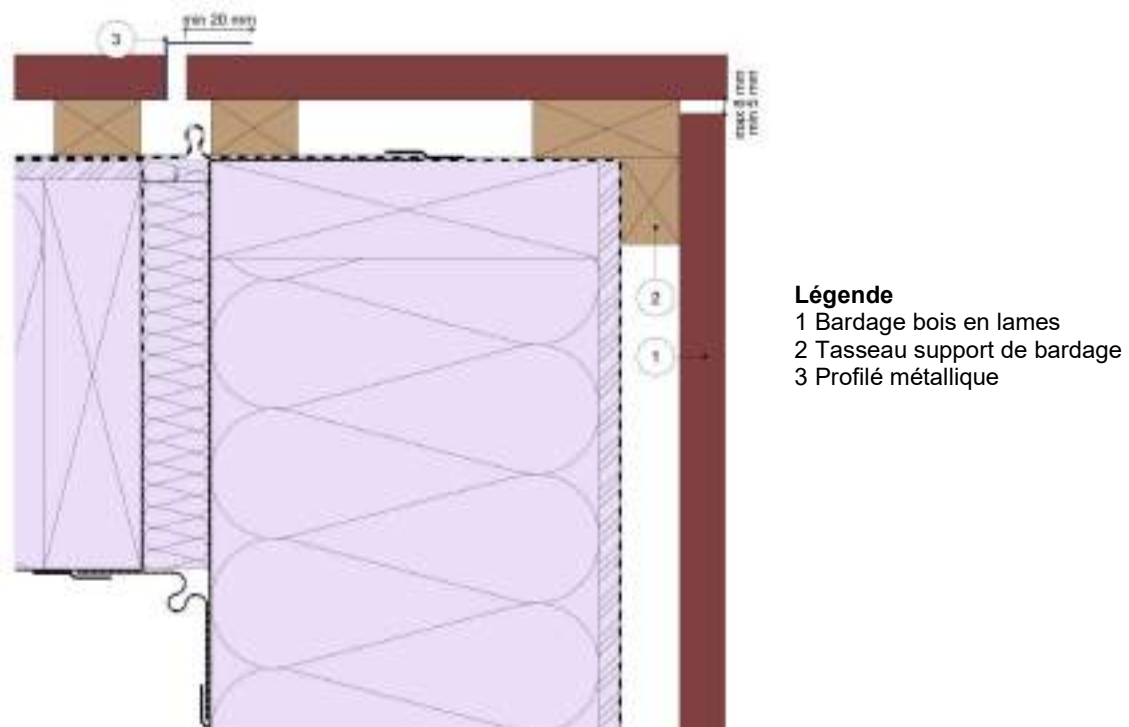 min 20 mm
3
max 8 mm
min 5 mm
2
1
Légende
1 Bardage bois en lames
2 Tasseau support de bardage
3 Profilé métallique